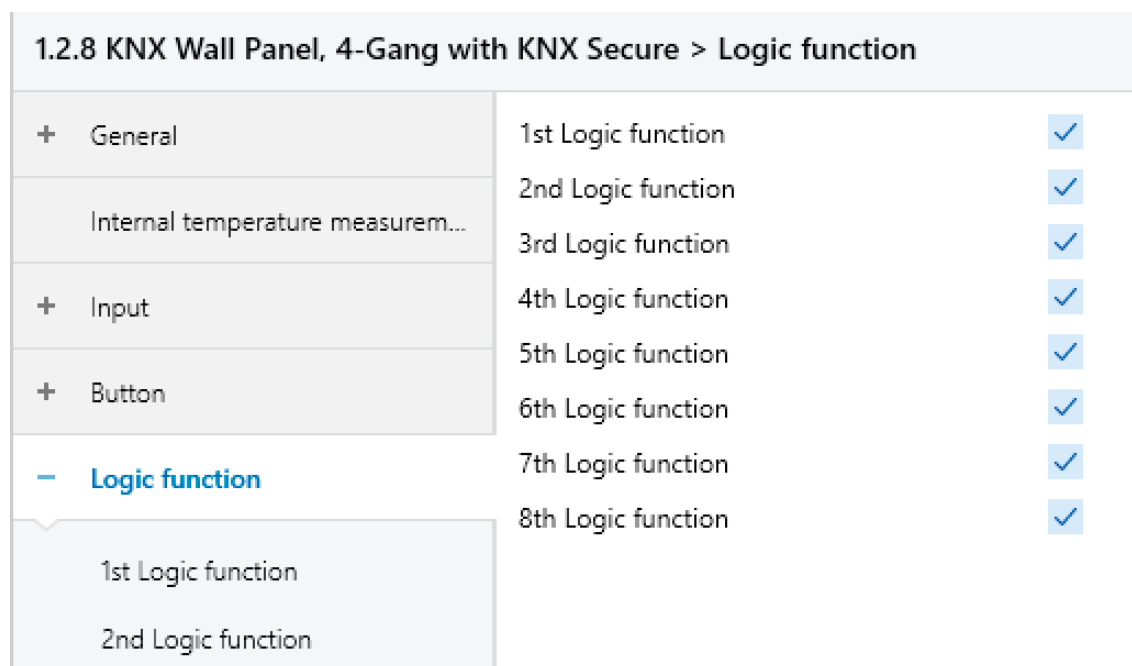 1.2.8 KNX Wall Panel, 4-Gang with KNX Secure > Logic function
+ General
Internal temperature measurem...
+ Input
+ Button
− Logic function
1st Logic function
2nd Logic function
1st Logic function
2nd Logic function
3rd Logic function
4th Logic function
5th Logic function
6th Logic function
7th Logic function
8th Logic function